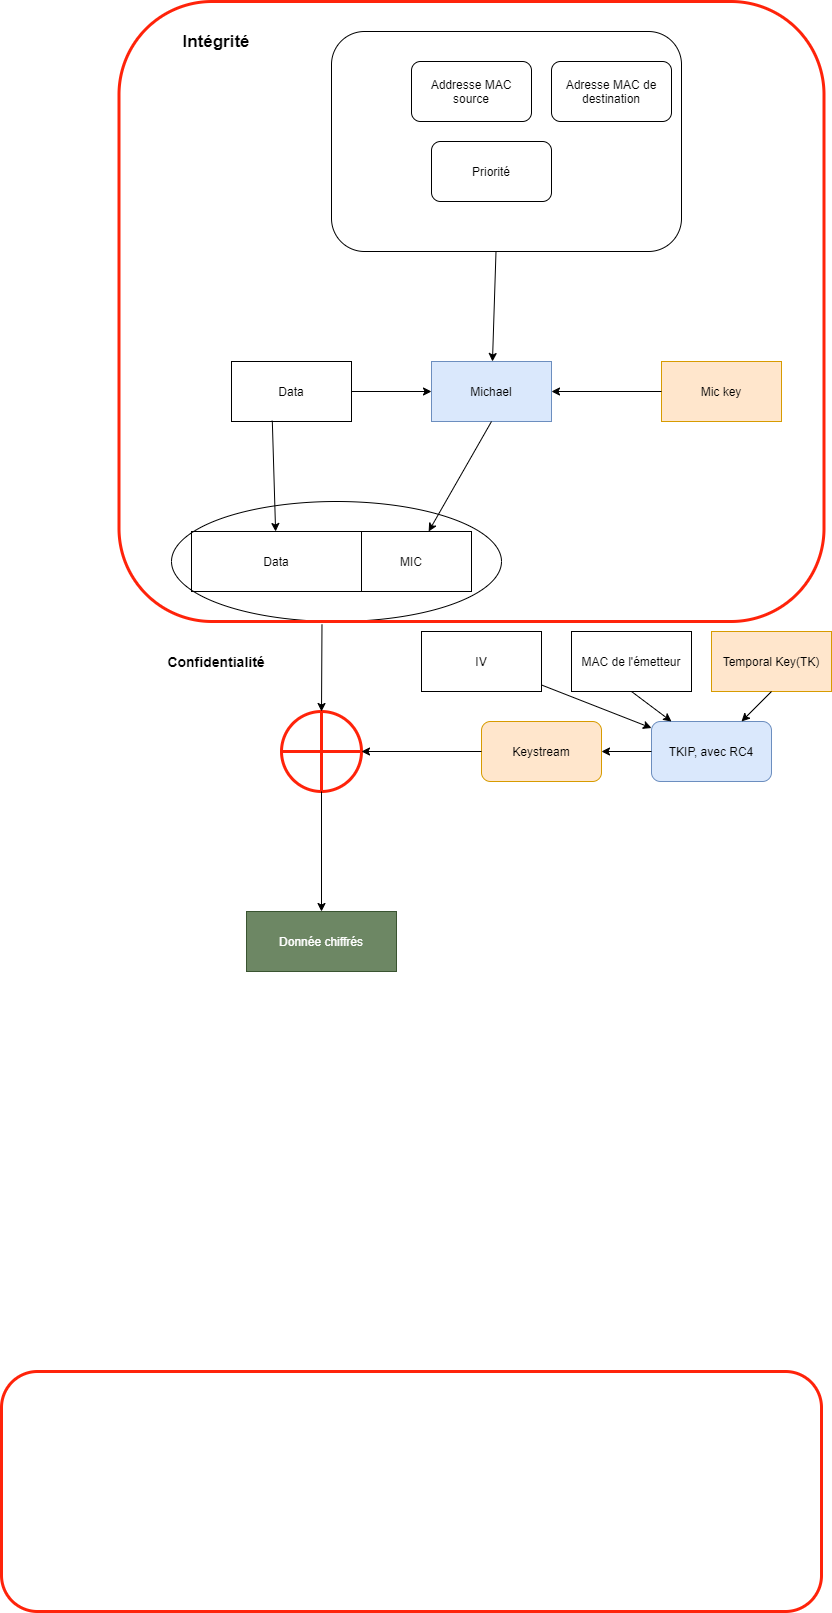 Intégrité
Addresse MAC
source
Adresse MAC de
destination
Priorité
Data
Michael
Mic key
Data
MIC
Confidentialité
IV
MAC de l'émetteur
Temporal Key(TK)
Keystream
TKIP, avec RC4
Donnée chiffrés